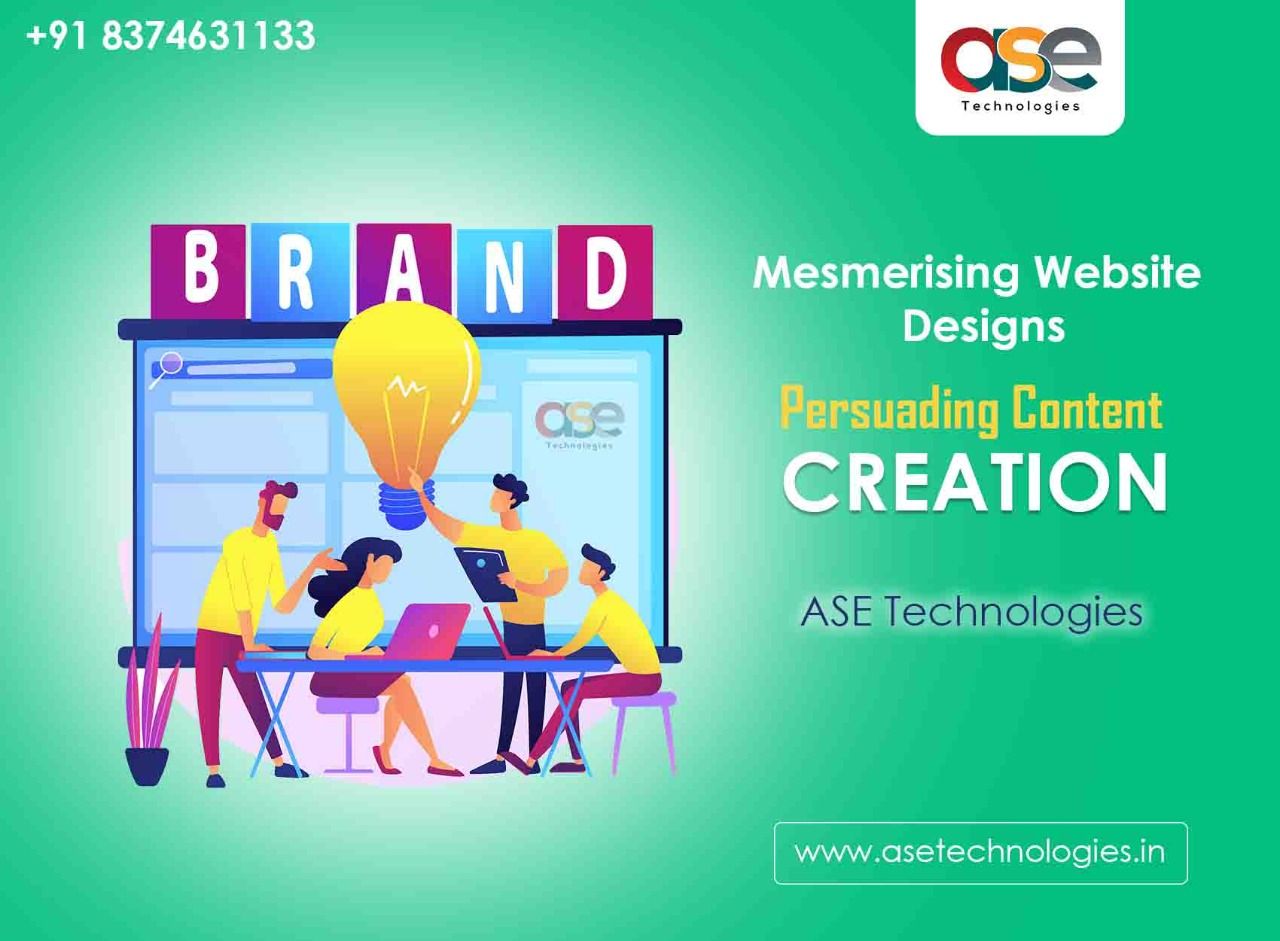 +91 8374631133
ase
Technologies
BRAND
ase
Technologies
Mesmerising Website
Designs
Persuading Content
CREATION
ASE Technologies
www.asetechnologies.in